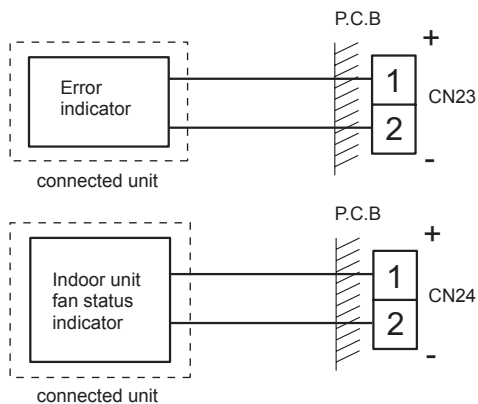 P.C.B
+
Error
indicator
1
CN23
2
-
connected unit
P.C.B
+
Indoor unit
fan status
indicator
1
CN24
2
-
connected unit